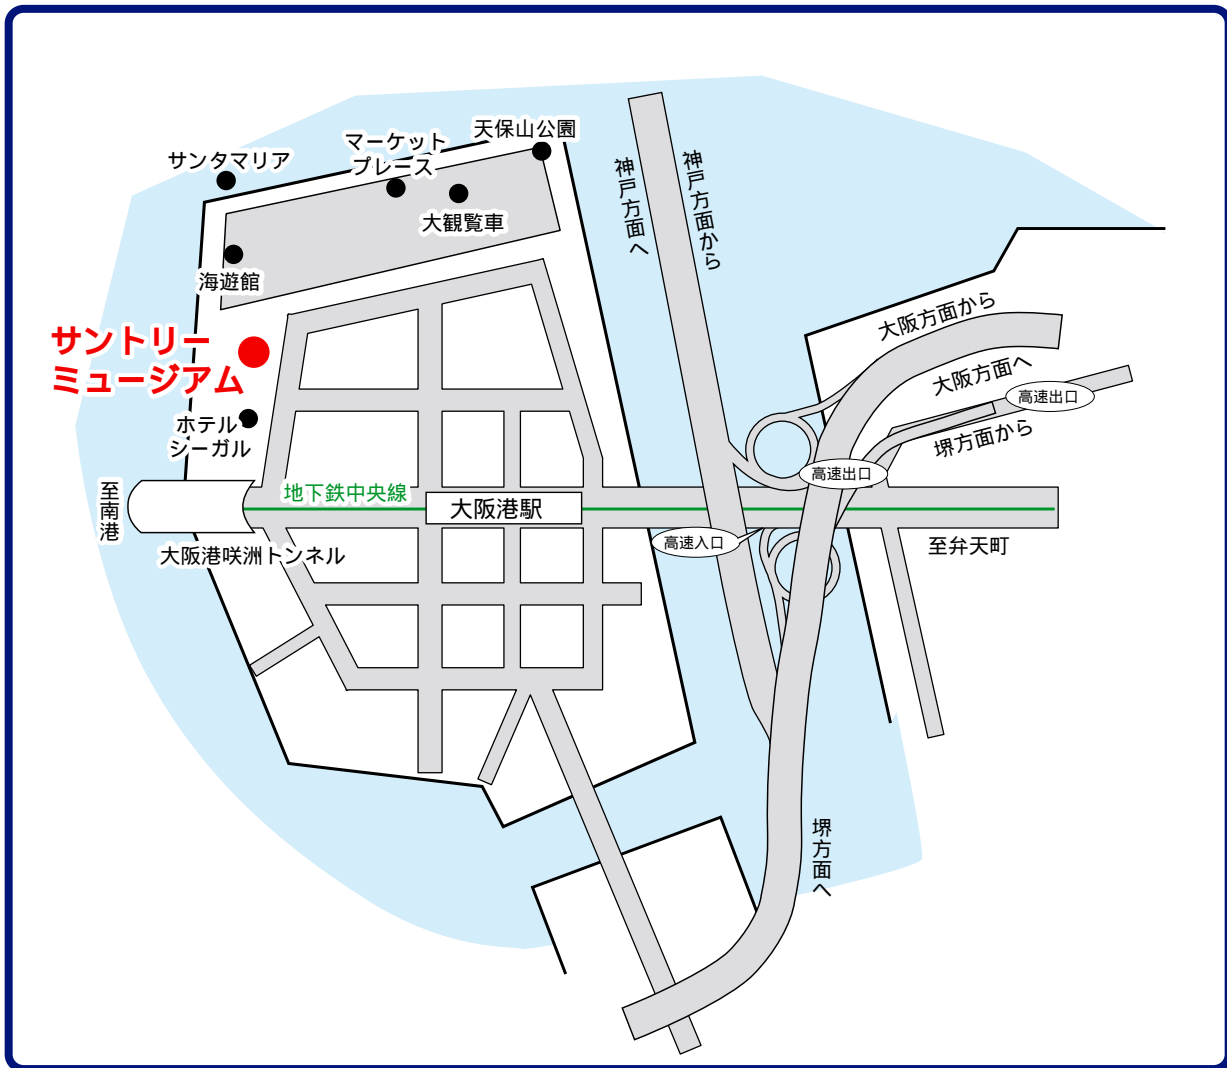 天保山公園
マーケット
プレース
サンタマリア
大観覧車
海遊館
神戸方面へ
神戸方面から
サントリー
ミュージアム
ホテル
シーガル
大阪方面から
大阪方面へ
高速出口
堺方面から
高速出口
至南港
地下鉄中央線
大阪港駅
高速入口
至弁天町
大阪港咲洲トンネル
堺方面へ